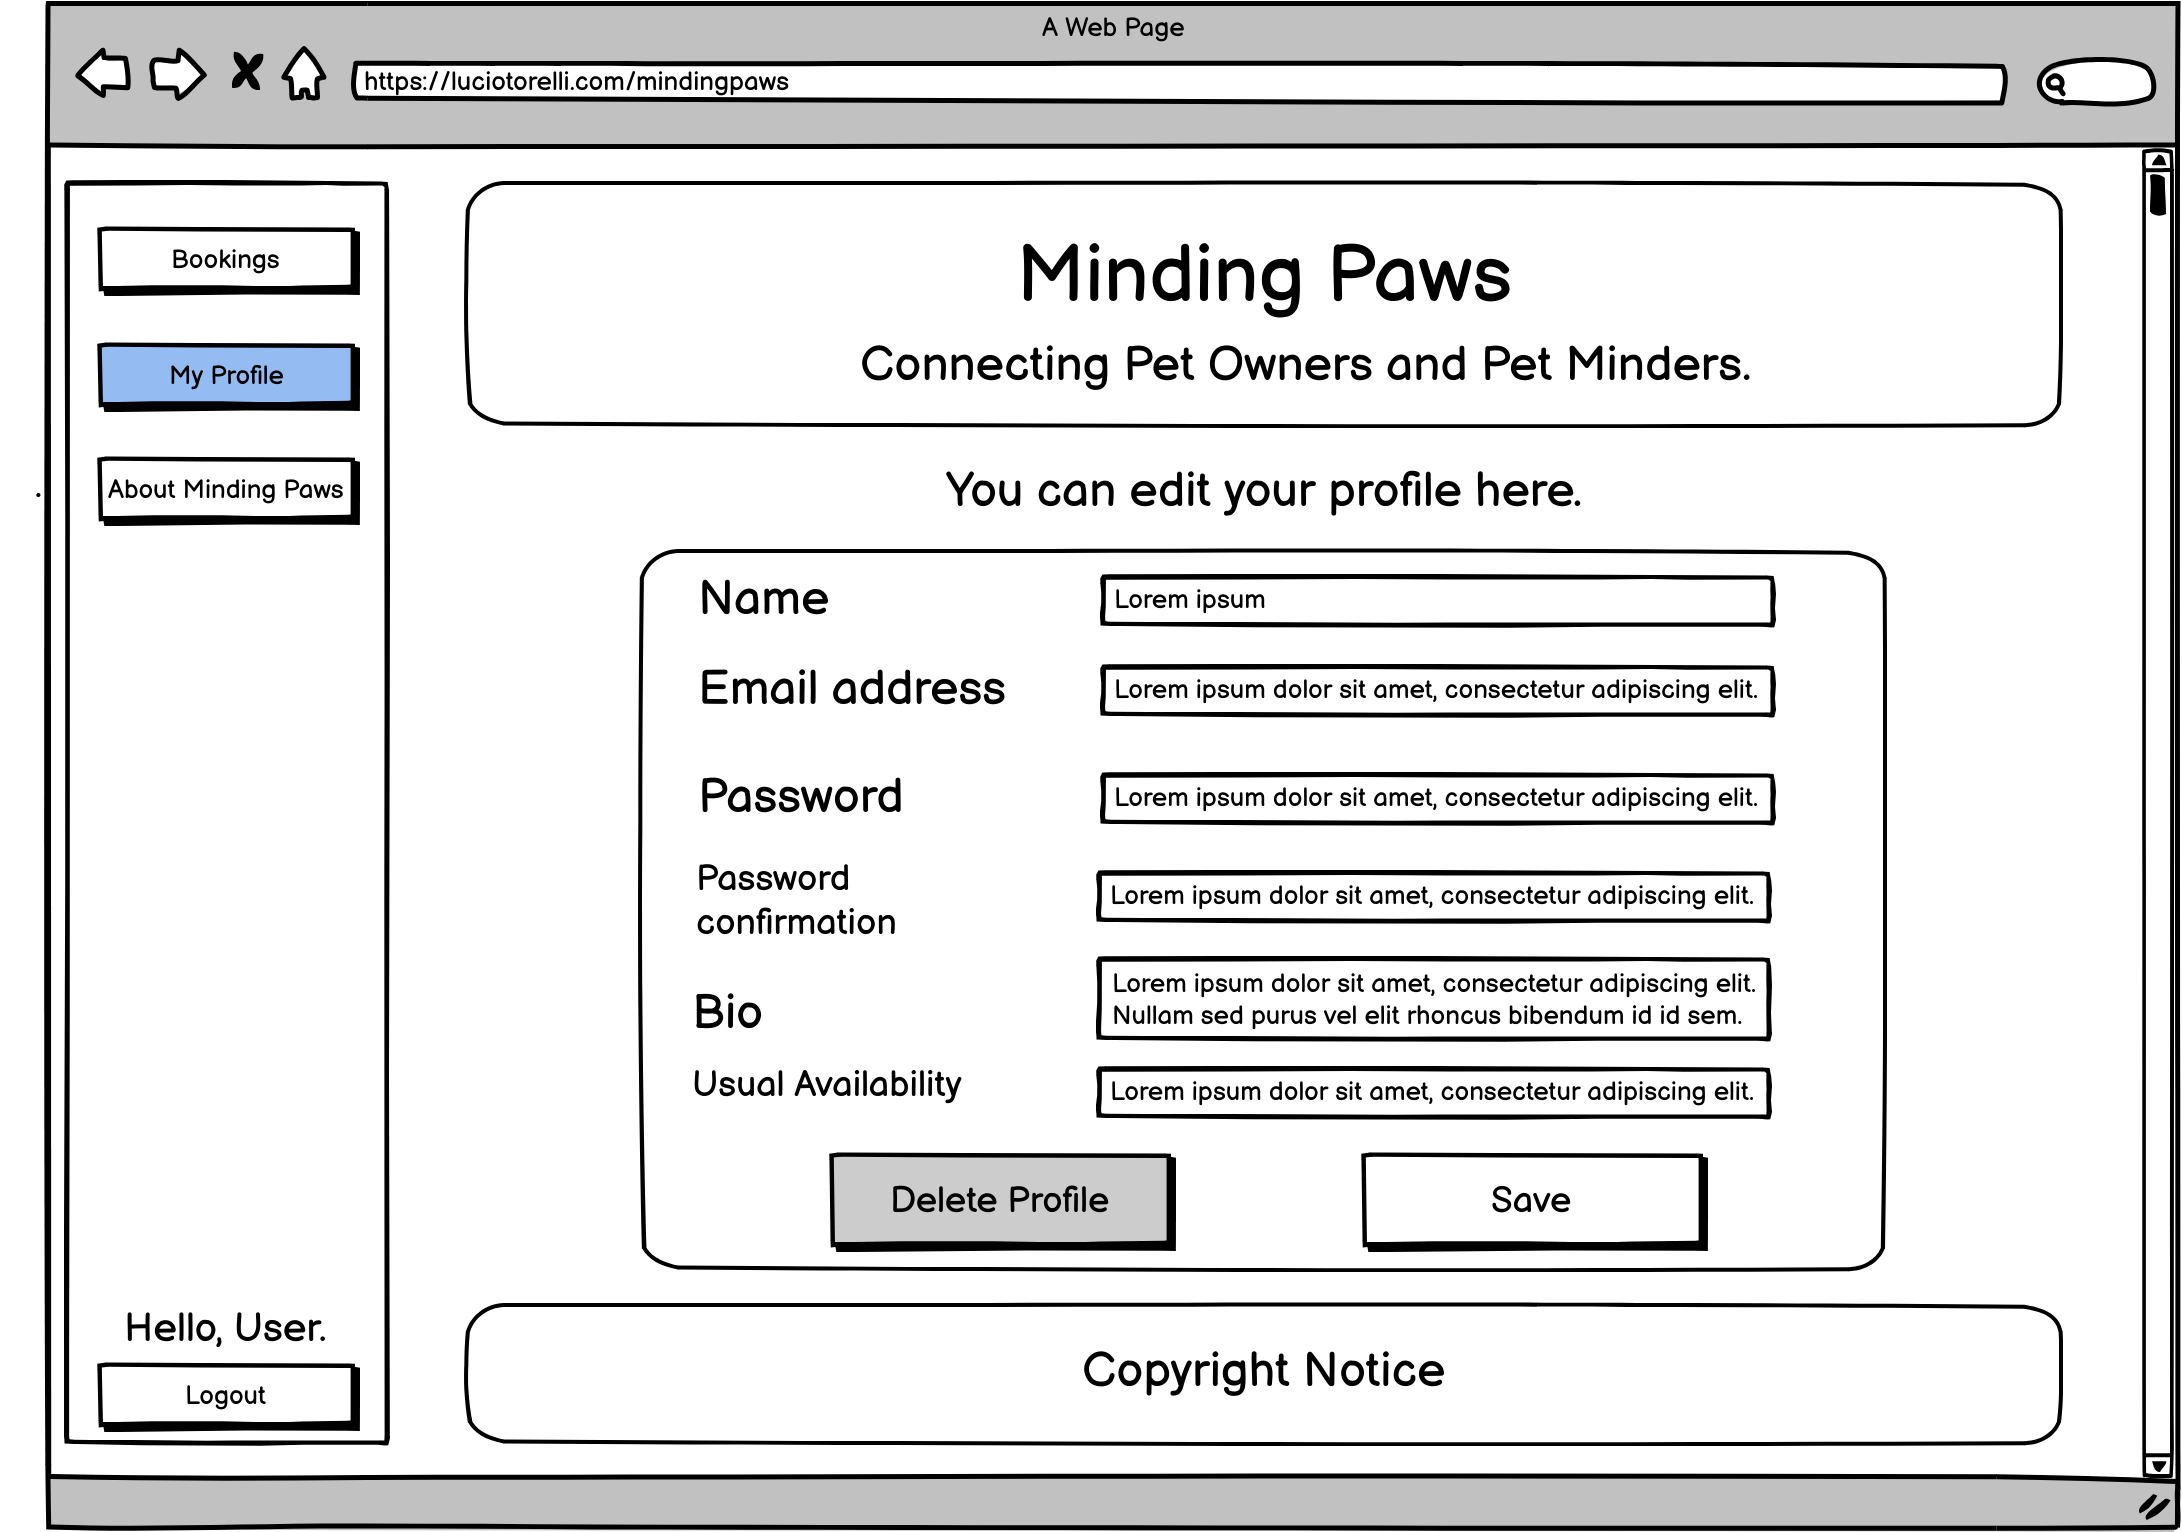 A Web Page
https://luciotorelli.com/mindingpaws
Bookings
My Profile
About Minding Paws
Hello, User.
Logout
Minding Paws
Connecting Pet Owners and Pet Minders.
You can edit your profile here.
Name
Lorem ipsum
Email address
Lorem ipsum dolor sit amet, consectetur adipiscing elit.
Password
Lorem ipsum dolor sit amet, consectetur adipiscing elit.
Password
confirmation
Lorem ipsum dolor sit amet, consectetur adipiscing elit.
Bio
Lorem ipsum dolor sit amet, consectetur adipiscing elit.
Nullam sed purus vel elit rhoncus bibendum id id sem.
Usual Availability
Lorem ipsum dolor sit amet, consectetur adipiscing elit.
Delete Profile
Save
Copyright Notice